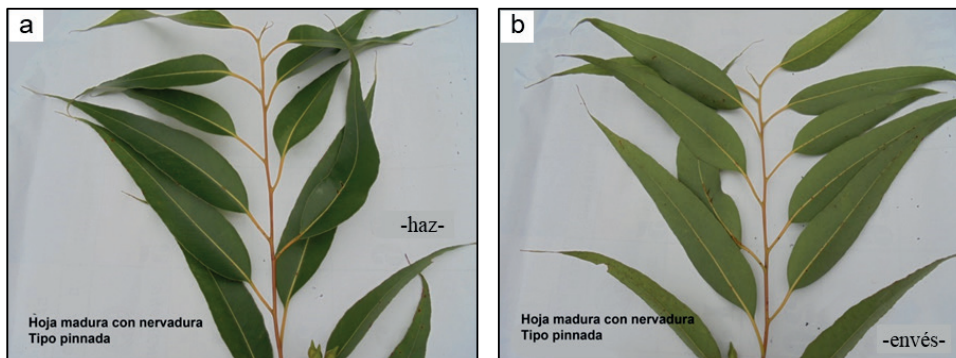 a
-haz-
Hoja madura con nervadura
Tipo pinnada
b
-envés-
Hoja madura con nervadura
Tipo pinnada